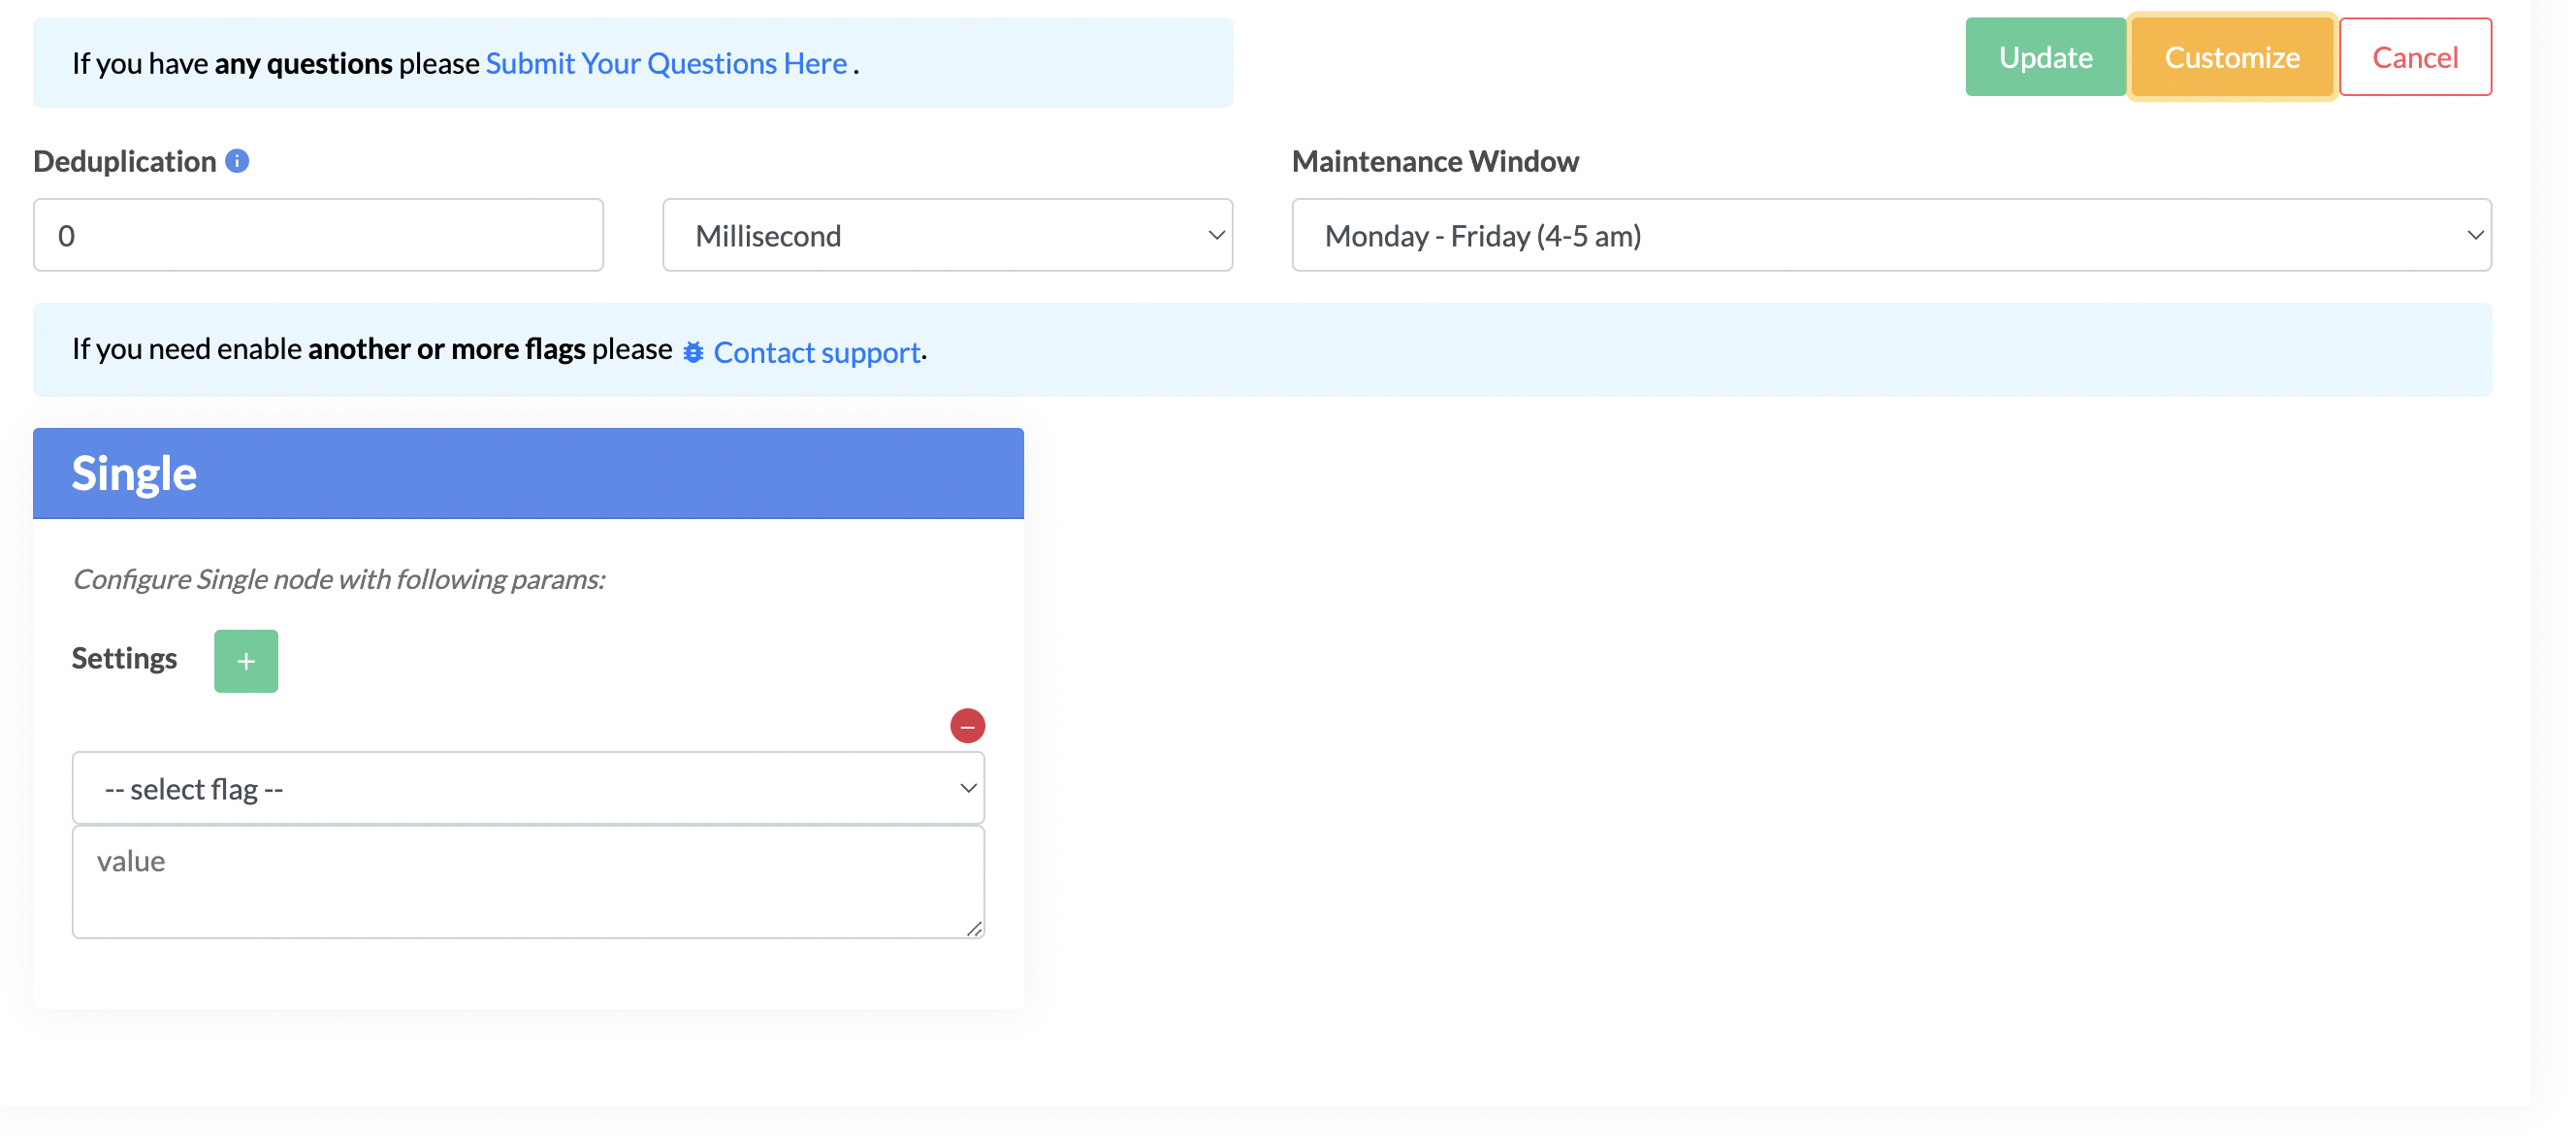 If you have any questions please Submit Your Questions Here .
Update
Customize
Cancel
Deduplication
Maintenance Window
0
Millisecond
Monday - Friday (4-5 am)
If you need enable another or more flags please Contact support.
Single
Configure Single node with following params:
Settings
+
-- select flag --
value